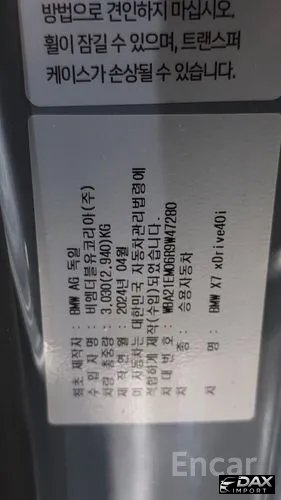 방법으로 견인하지 마십시오.
휠이 잠길 수 있으며, 트랜스퍼
케이스가 손상될 수 있습니다.
최초 제작자 : BMW AG 독일
수 입 자 명 : 비엠더블유코리아(주)
차량 총중량 : 3.030(2.940)KG
제 작 연 월 : 2024년 04월
이 자동차는 대한민국 자동차관리법령에
적합하게 제작(수입)되었습니다.
차 대 번 호 : WBA21EM06R9W47280
차 종 : 승용자동차
차 명 : BMW X7 xDrive40i
Encar
DAX
IMPORT